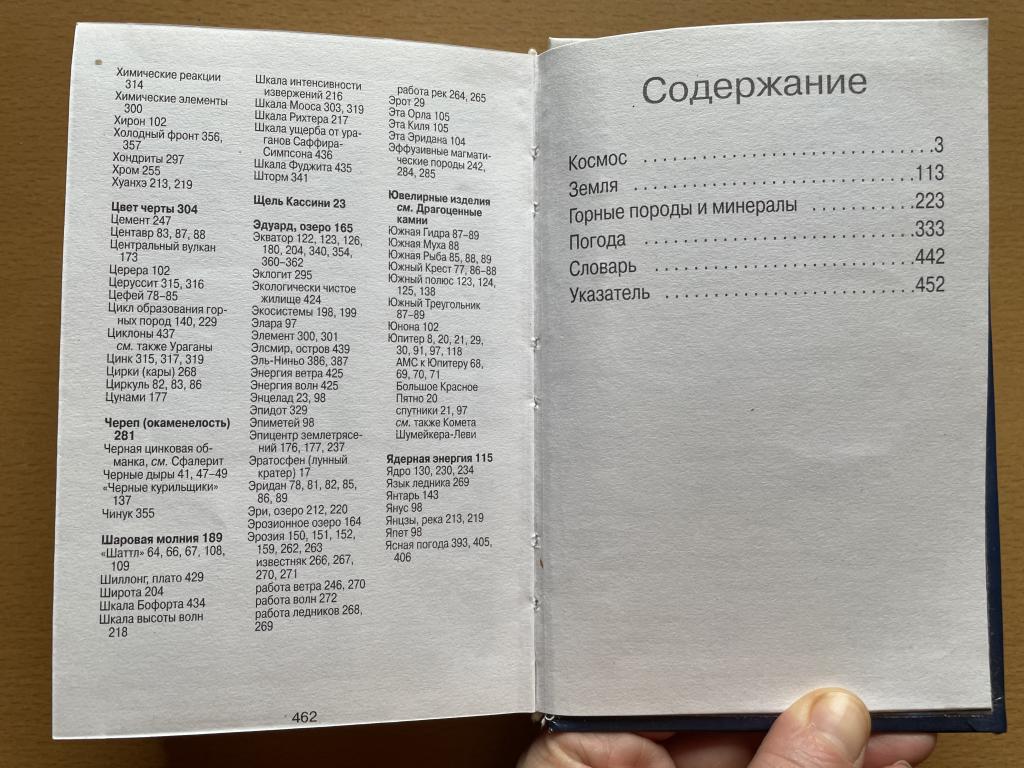 Химические реакции
314
Химические элементы
300
Хирон 102
Холодный фронт 356,
357
Хондриты 297
Хром 255
Хуанхэ 213, 219
Цвет черты 304
Цемент 247
Центавр 83, 87, 88
Центральный вулкан
173
Церера 102
Церуссит 315, 316
Цефей 78–85
Цикл образования гор-
ных пород 140, 229
Циклоны 437
см. также Ураганы
Цинк 315, 317, 319
Цирки (кары) 268
Циркуль 82, 83, 86
Цунами 177
Череп (окаменелость)
281
Черная цинковая об-
манка, см. Сфалерит
Черные дыры 41, 47–49
«Черные курильщики»
137
Чинук 355
Шаровая молния 189
«Шаттл» 64, 66, 67, 108,
109
Шиллонг, плато 429
Широта 204
Шкала Бофорта 434
Шкала высоты волн
218
Шкала интенсивности
извержений 216
Шкала Мооса 303, 319
Шкала Рихтера 217
Шкала ущерба от ура-
ганов Саффира-
Симпсона 436
Шкала Фуджита 435
Шторм 341
Щель Кассини 23
Эдуард, озеро 165
Экватор 122, 123, 126,
180, 204, 340, 354,
360–362
Эклогит 295
Экологически чистое
жилище 424
Экосистемы 198, 199
Элара 97
Элемент 300, 301
Элсмир, остров 439
Эль-Ниньо 386, 387
Энергия ветра 425
Энергия волн 425
Энцелад 23, 98
Эпидот 329
Эпиметей 98
Эпицентр землетрясе-
ний 176, 177, 237
Эратосфен (лунный
кратер) 17
Эридан 78, 81, 82, 85,
86, 89
Эри, озеро 212, 220
Эрозионное озеро 164
Эрозия 150, 151, 152,
159, 262, 263
известняк 266, 267,
270, 271
работа ветра 246, 270
работа волн 272
работа ледников 268,
269
работа рек 264, 265
Эрот 29
Эта Орла 105
Эта Киля 105
Эта Эридана 104
Эффузивные магмати-
ческие породы 242,
284, 285
Ювелирные изделия
см. Драгоценные
камни
Южная Гидра 87–89
Южная Муха 88
Южная Рыба 85, 88, 89
Южный Крест 77, 86–88
Южный полюс 123, 124,
125, 138
Южный Треугольник
87–89
Юнона 102
Юпитер 8, 20, 21, 29,
30, 91, 97, 118
АМС к Юпитеру 68,
69, 70, 71
Большое Красное
Пятно 20
спутники 21, 97
см. также Комета
Шумейкера-Леви
Ядерная энергия 115
Ядро 130, 230, 234
Язык ледника 269
Янтарь 143
Янус 98
Янцзы, река 213, 219
Япет 98
Ясная погода 393, 405,
406
462
Содержание
Космос ..............................3
Земля ............................113
Горные породы и минералы ...........223
Погода ............................333
Словарь ..........................442
Указатель .........................452